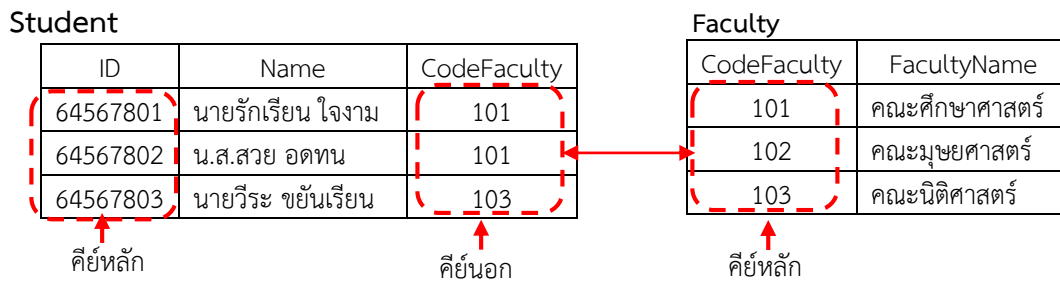 Student
ID Name CodeFaculty
64567801 นายรักเรียน ใจงาม 101
64567802 น.ส.สวย อดทน 101
64567803 นายวีระ ขยันเรียน 103
คีย์หลัก คีย์นอก
Faculty
CodeFaculty FacultyName
101 คณะศึกษาศาสตร์
102 คณะมุษยศาสตร์
103 คณะนิติศาสตร์
คีย์หลัก